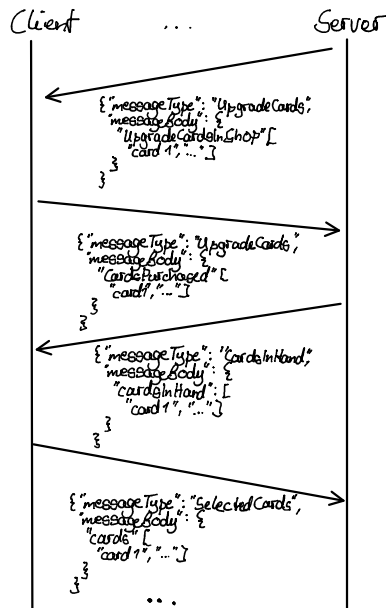 Client ... Server
{"messageType": "UpgradeCards",
"messageBody": {
"UpgradeCardsInShop"[
"card 1", "..."]
}
}
{"messageType": "UpgradeCards",
"messageBody": {
"CardsPurchased"[
"card1", "..."]
}
}
{"messageType": "CardsInHand",
"messageBody": {
"cardsInHand": [
"card 1", "..."]
}
}
{"messageType": "SelectedCards",
"messageBody": {
"cards" [
"card 1", "..."]
}
}
...